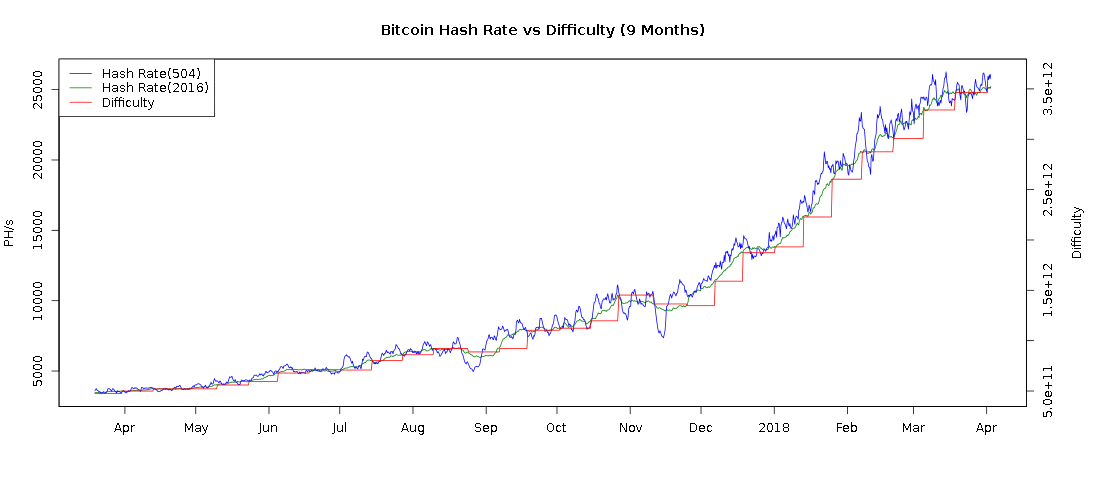 Bitcoin Hash Rate vs Difficulty (9 Months)
Hash Rate(504)
Hash Rate(2016)
Difficulty
PH/s
25000
20000
15000
10000
5000
3.5e+12
2.5e+12
1.5e+12
5.0e+11
Difficulty
Apr May Jun Jul Aug Sep Oct Nov Dec 2018 Feb Mar Apr